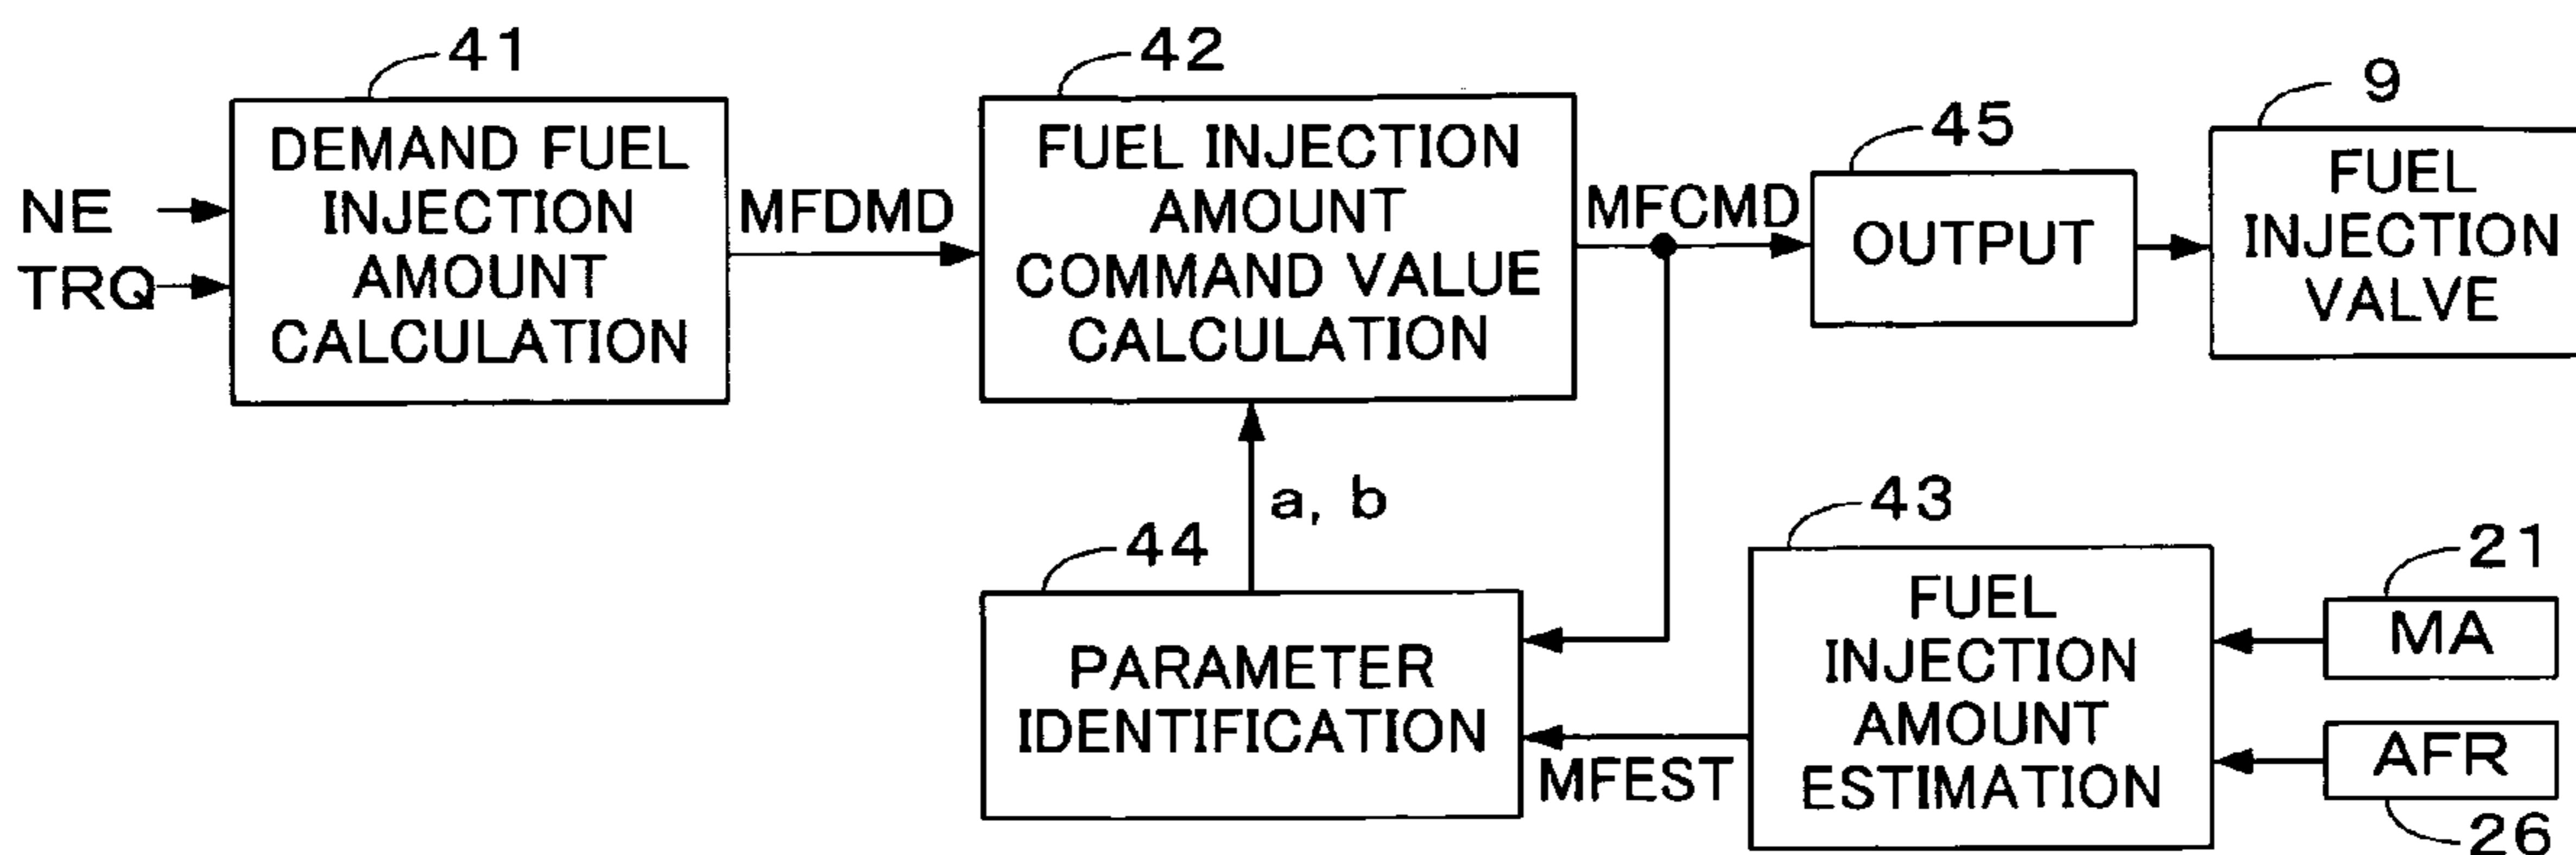 41
DEMAND FUEL
INJECTION
AMOUNT
CALCULATION
NE
TRQ
MFDMD
42
FUEL INJECTION
AMOUNT
COMMAND VALUE
CALCULATION
MFCMD
45
OUTPUT
9
FUEL
INJECTION
VALVE
a, b
44
PARAMETER
IDENTIFICATION
MFEST
43
FUEL
INJECTION
AMOUNT
ESTIMATION
21
MA
AFR
26